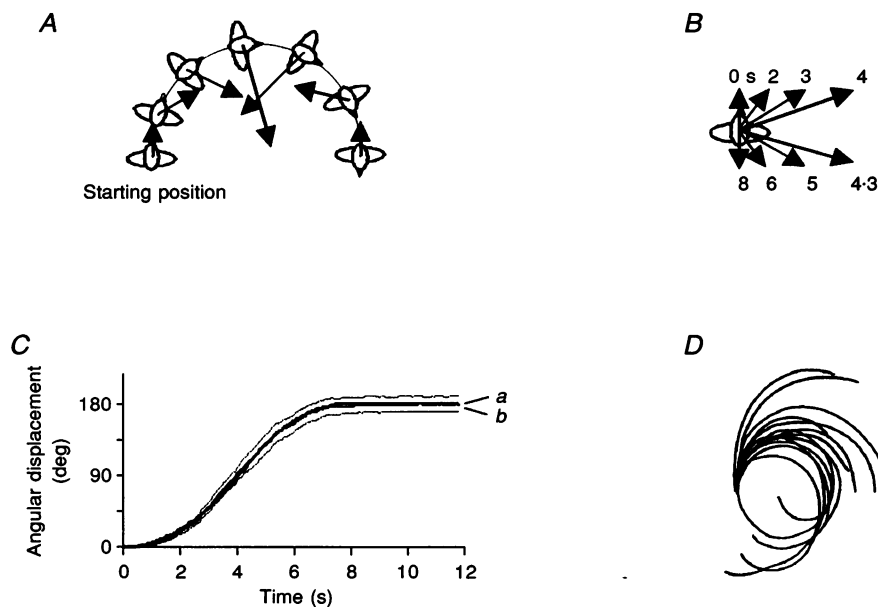 A
B
0 s 2 3 4
Starting position
8 6 5 4·3
C
D
Angular displacement
(deg)
180
90
0
a
b
0 2 4 6 8 10 12
Time (s)